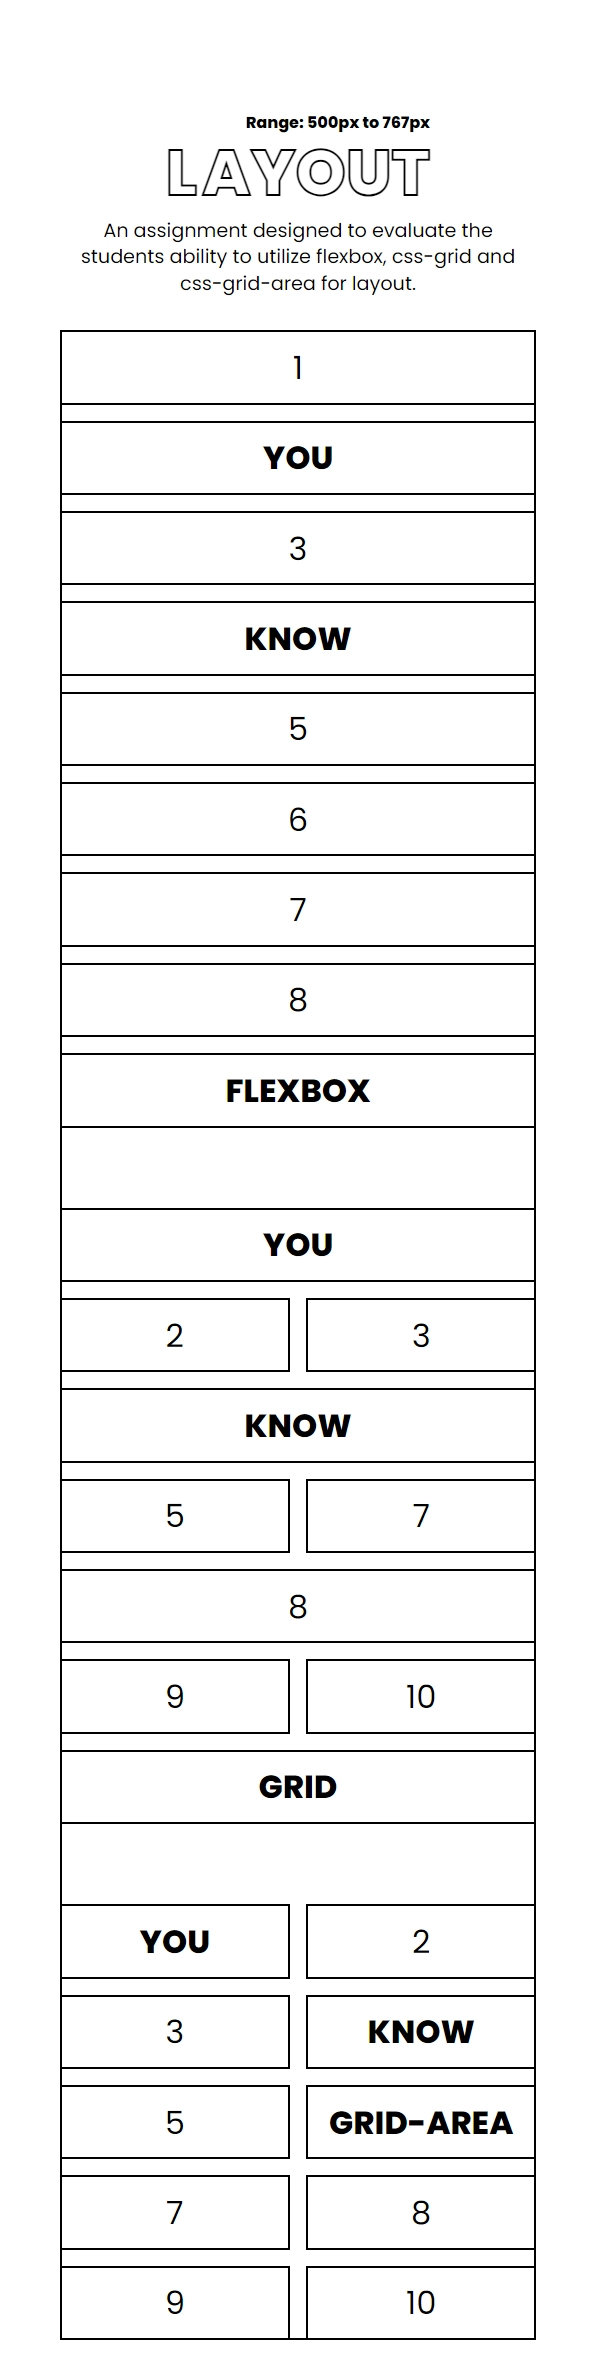 Range: 500px to 767px
LAYOUT
An assignment designed to evaluate the
students ability to utilize flexbox, css-grid and
css-grid-area for layout.
1
YOU
3
KNOW
5
6
7
8
FLEXBOX
YOU
2 3
KNOW
5 7
8
9 10
GRID
YOU 2
3 KNOW
5 GRID-AREA
7 8
9 10